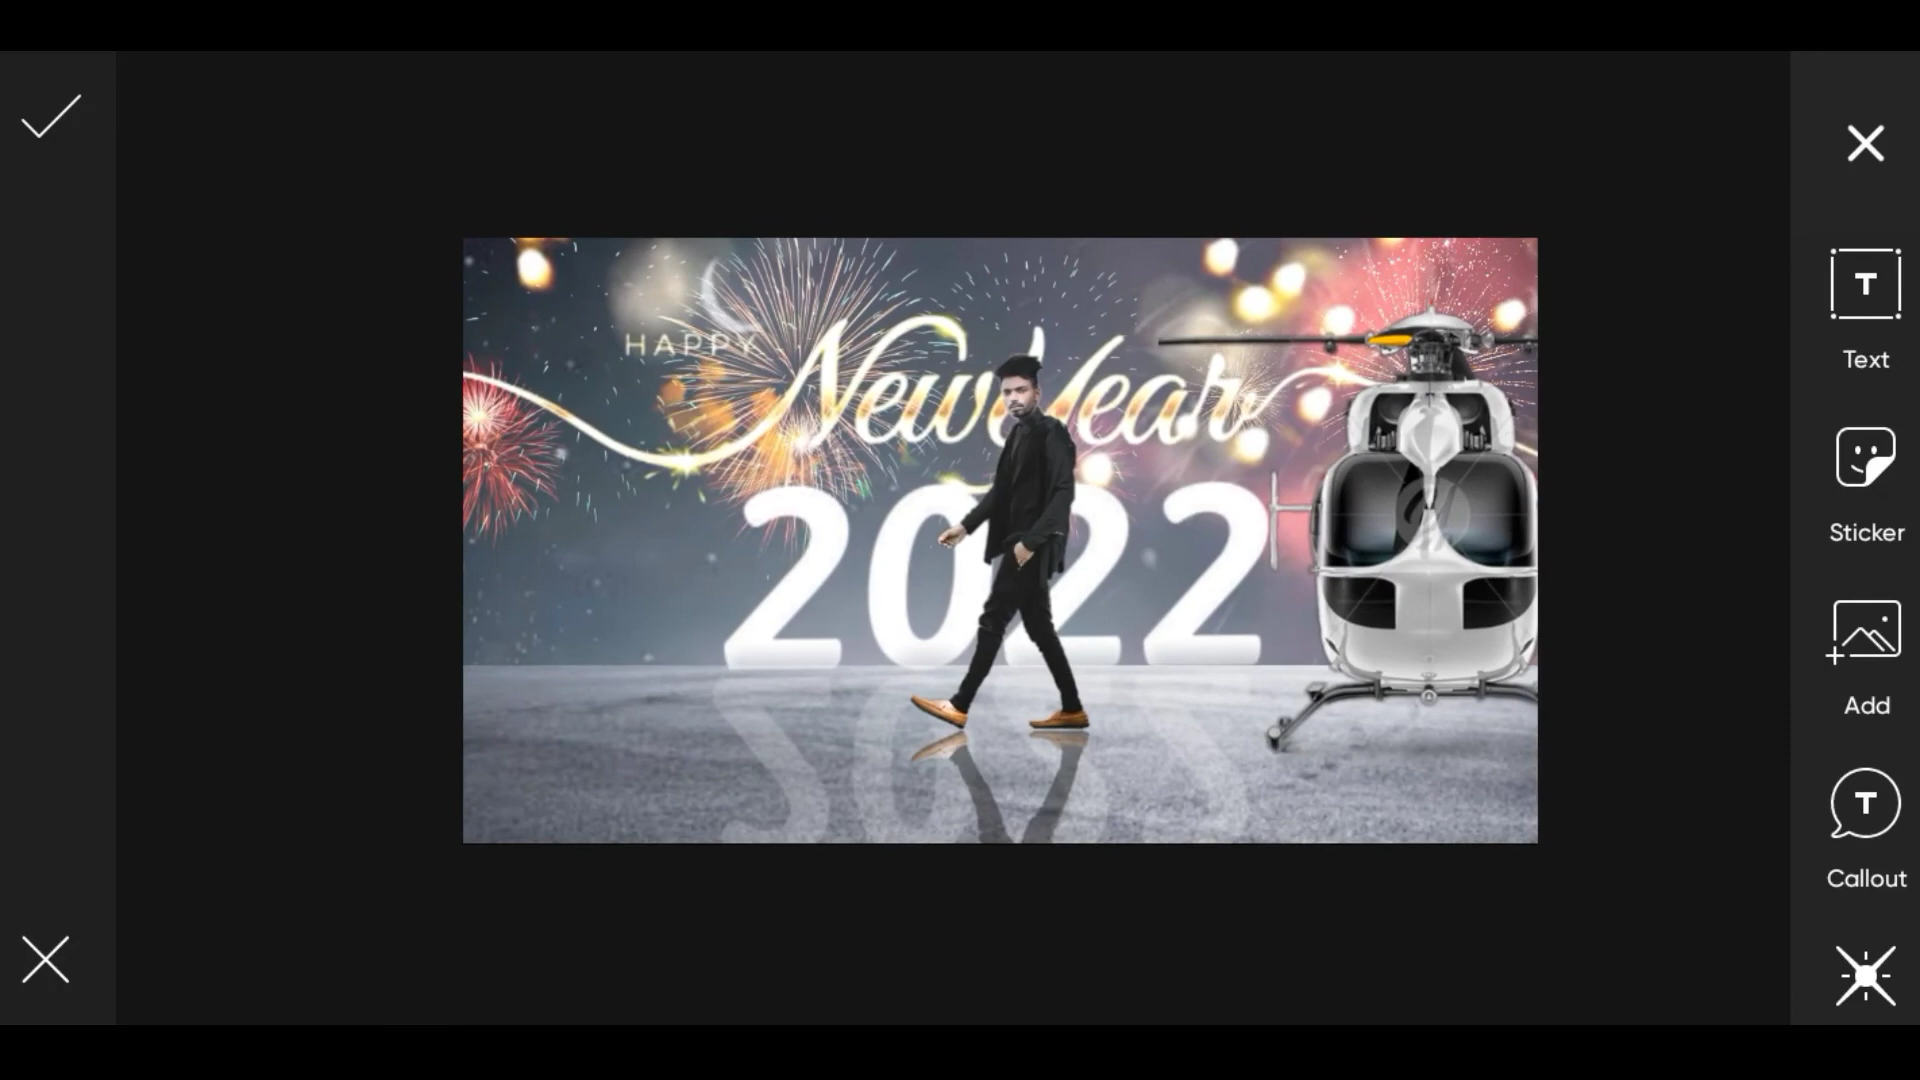 HAPPY
New Year
2022
T
Text
Sticker
Add
T
Callout